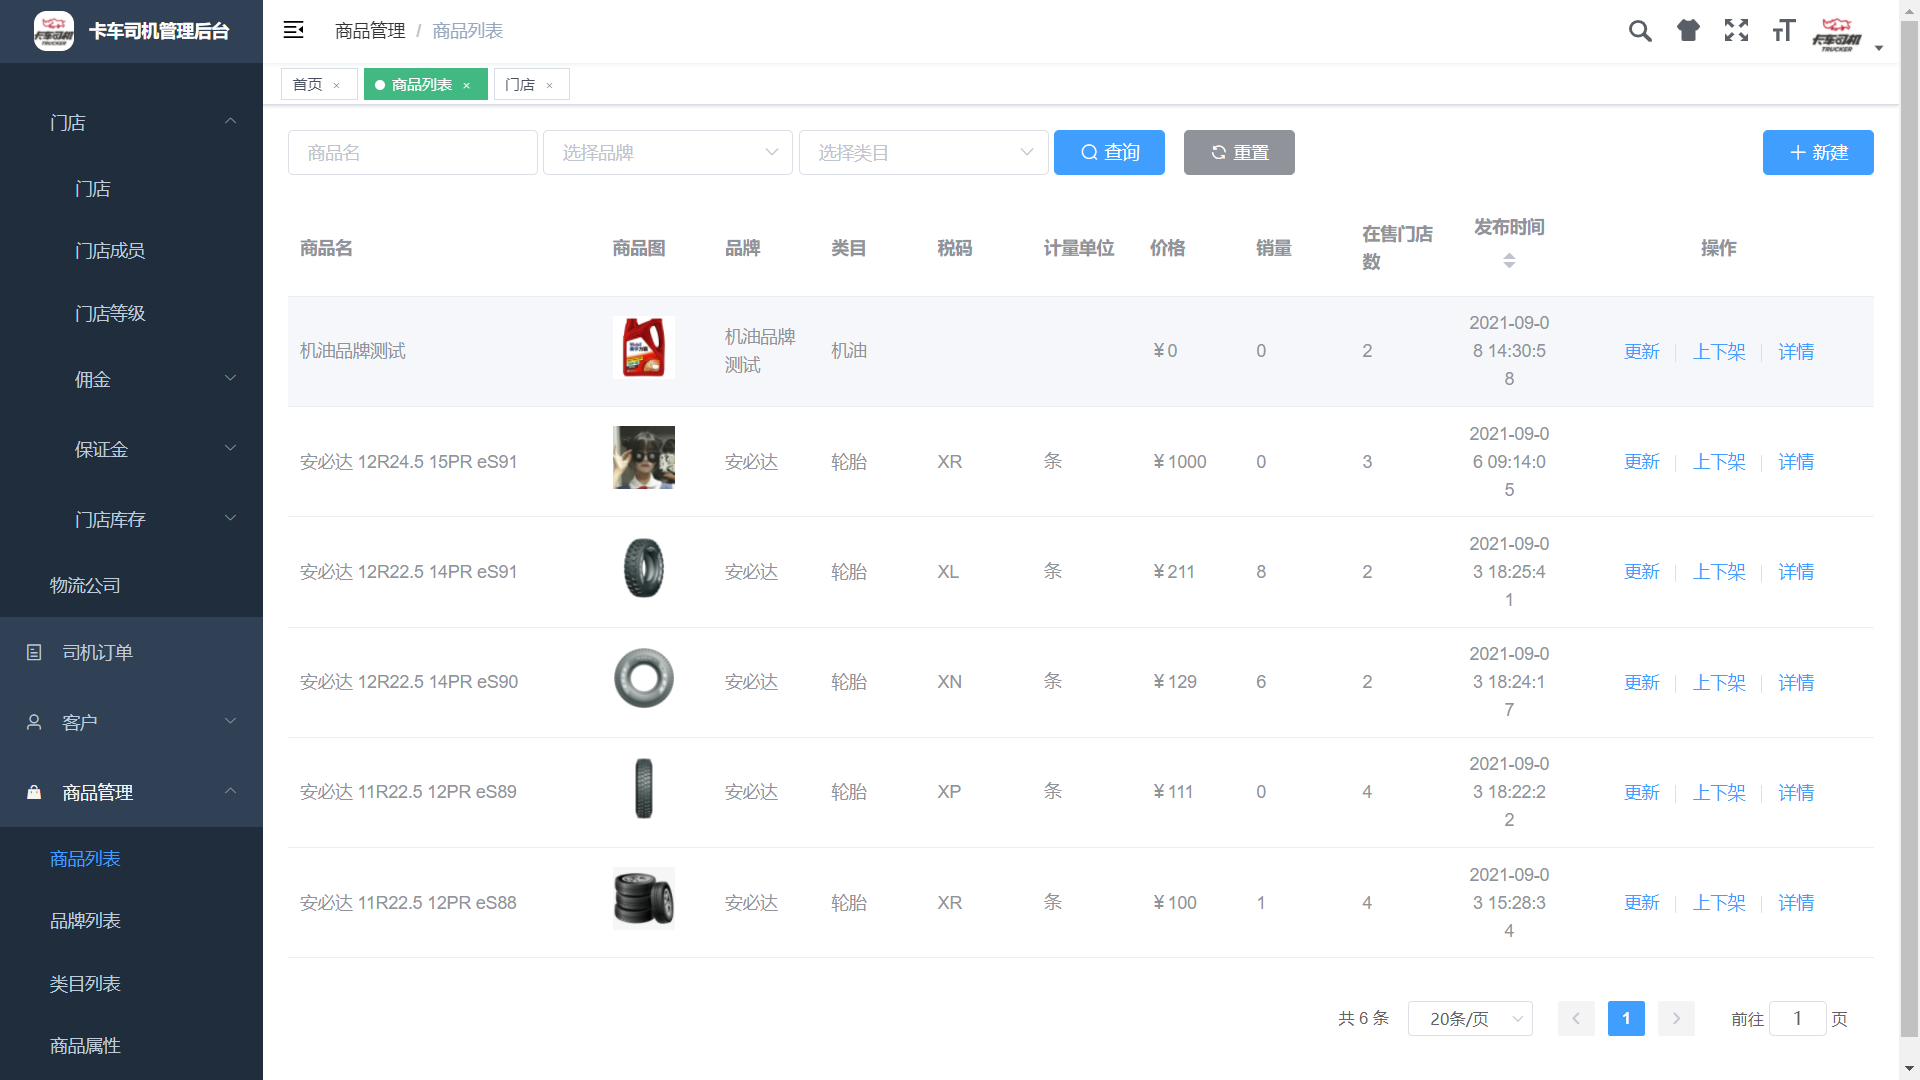 卡车司机管理后台
商品管理 / 商品列表
卡车司机
TRUCKER
首页 ×
商品列表 ×
门店 ×
门店
门店
门店成员
门店等级
佣金
保证金
门店库存
物流公司
司机订单
客户
商品管理
商品列表
品牌列表
类目列表
商品属性
商品名
选择品牌
选择类目
查询
重置
新建
商品名 商品图 品牌 类目 税码 计量单位 价格 销量 在售门店数 发布时间 操作
机油品牌测试 机油品牌测试 机油 ¥0 0 2 2021-09-08 14:30:58 更新 上下架 详情
安必达 12R24.5 15PR eS91 安必达 轮胎 XR 条 ¥1000 0 3 2021-09-06 09:14:05 更新 上下架 详情
安必达 12R22.5 14PR eS91 安必达 轮胎 XL 条 ¥211 8 2 2021-09-03 18:25:41 更新 上下架 详情
安必达 12R22.5 14PR eS90 安必达 轮胎 XN 条 ¥129 6 2 2021-09-03 18:24:17 更新 上下架 详情
安必达 11R22.5 12PR eS89 安必达 轮胎 XP 条 ¥111 0 4 2021-09-03 18:22:22 更新 上下架 详情
安必达 11R22.5 12PR eS88 安必达 轮胎 XR 条 ¥100 1 4 2021-09-03 15:28:34 更新 上下架 详情
共 6 条 20条/页 1 前往 1 页